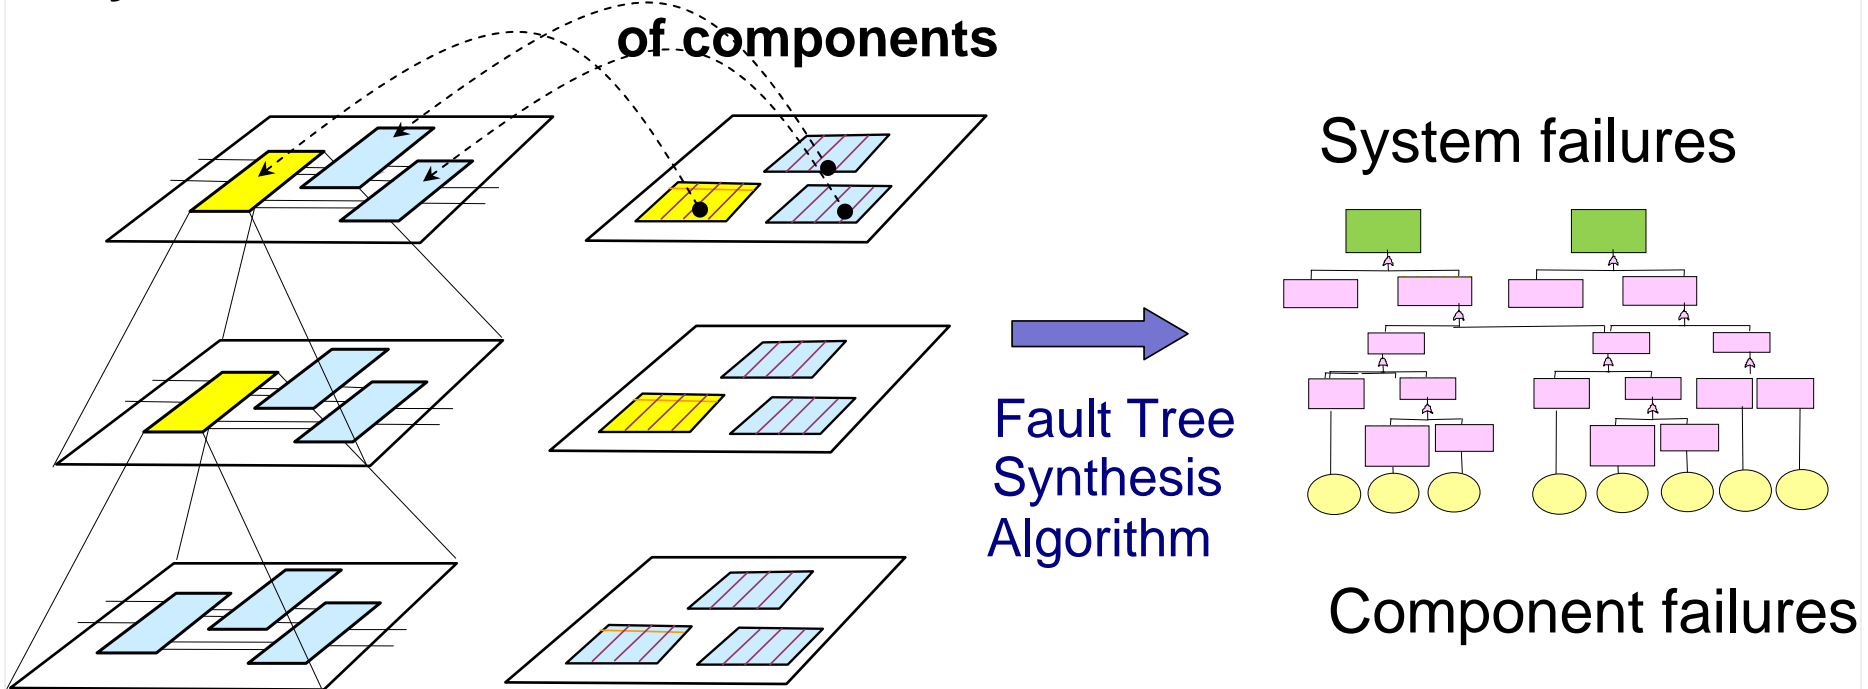 of components
System failures
Fault Tree
Synthesis
Algorithm
Component failures